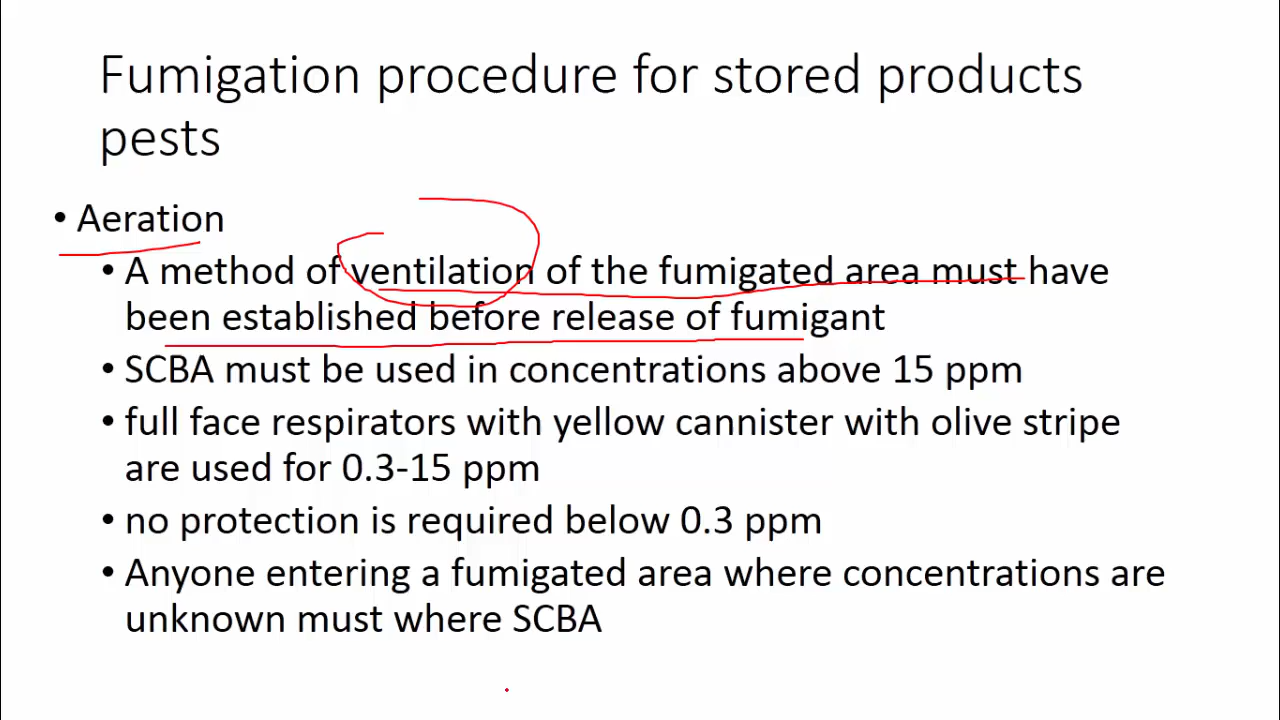 Fumigation procedure for stored products
pests
• Aeration
• A method of ventilation of the fumigated area must have
been established before release of fumigant
• SCBA must be used in concentrations above 15 ppm
• full face respirators with yellow cannister with olive stripe
are used for 0.3-15 ppm
• no protection is required below 0.3 ppm
• Anyone entering a fumigated area where concentrations are
unknown must where SCBA